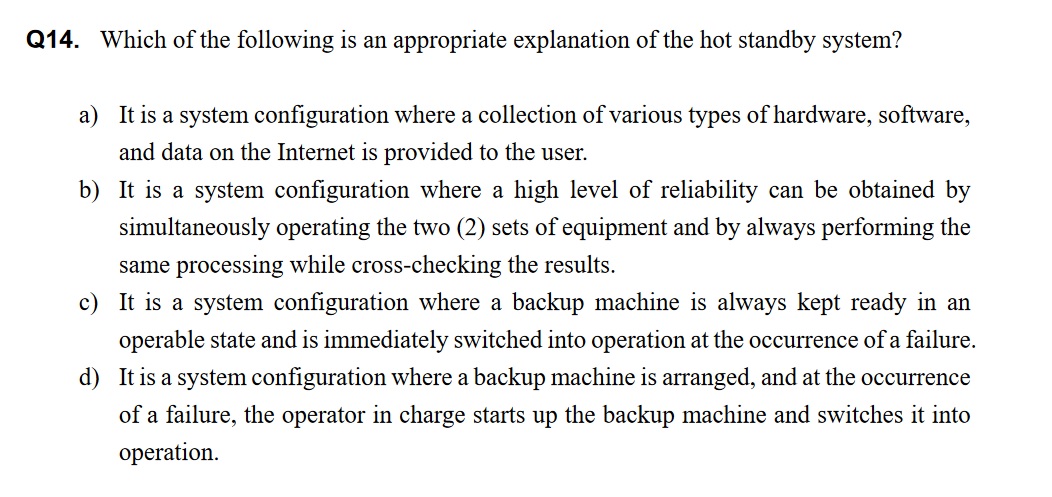 Q14. Which of the following is an appropriate explanation of the hot standby system?
a) It is a system configuration where a collection of various types of hardware, software,
and data on the Internet is provided to the user.
b) It is a system configuration where a high level of reliability can be obtained by
simultaneously operating the two (2) sets of equipment and by always performing the
same processing while cross-checking the results.
c) It is a system configuration where a backup machine is always kept ready in an
operable state and is immediately switched into operation at the occurrence of a failure.
d) It is a system configuration where a backup machine is arranged, and at the occurrence
of a failure, the operator in charge starts up the backup machine and switches it into
operation.